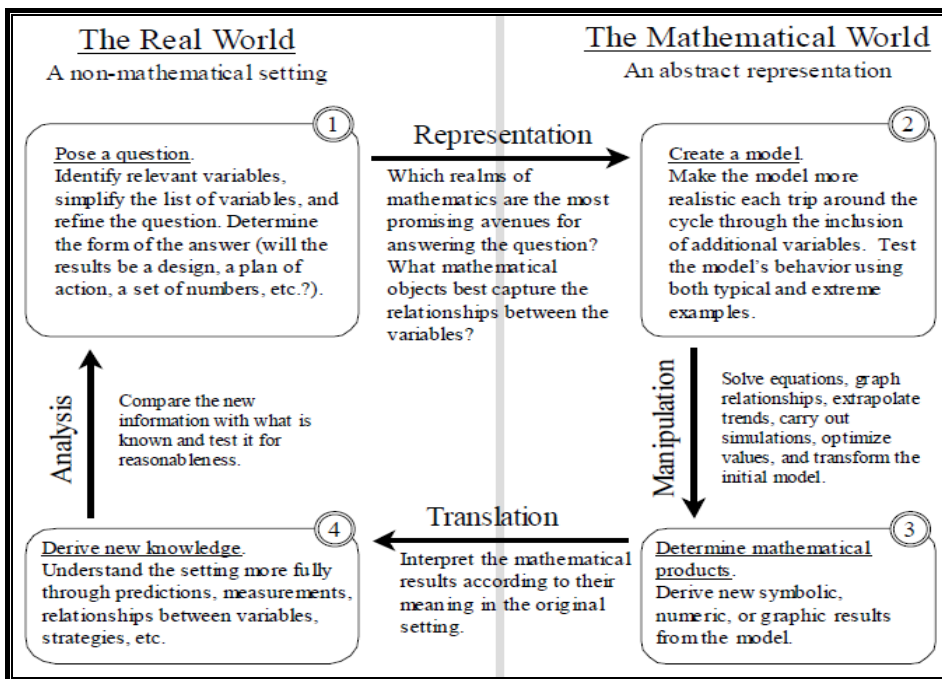 The Real World
A non-mathematical setting
The Mathematical World
An abstract representation
1
Pose a question.
Identify relevant variables,
simplify the list of variables, and
refine the question. Determine
the form of the answer (will the
results be a design, a plan of
action, a set of numbers, etc.?).
Representation
Which realms of
mathematics are the most
promising avenues for
answering the question?
What mathematical
objects best capture the
relationships between the
variables?
2
Create a model.
Make the model more
realistic each trip around the
cycle through the inclusion
of additional variables. Test
the model's behavior using
both typical and extreme
examples.
Analysis
Compare the new
information with what is
known and test it for
reasonableness.
Manipulation
Solve equations, graph
relationships, extrapolate
trends, carry out
simulations, optimize
values, and transform the
initial model.
4
Derive new knowledge.
Understand the setting more fully
through predictions, measurements,
relationships between variables,
strategies, etc.
Translation
Interpret the mathematical
results according to their
meaning in the original
setting.
3
Determine mathematical
products.
Derive new symbolic,
numeric, or graphic results
from the model.